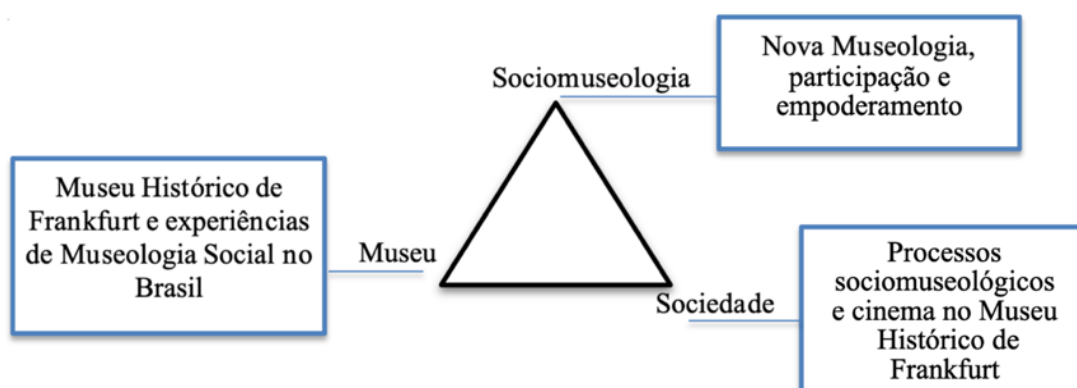 Sociomuseologia
Nova Museologia,
participação e
empoderamento
Museu Histórico de
Frankfurt e experiências
de Museologia Social no
Brasil
Museu
Sociedade
Processos
sociomuseológicos
e cinema no Museu
Histórico de
Frankfurt